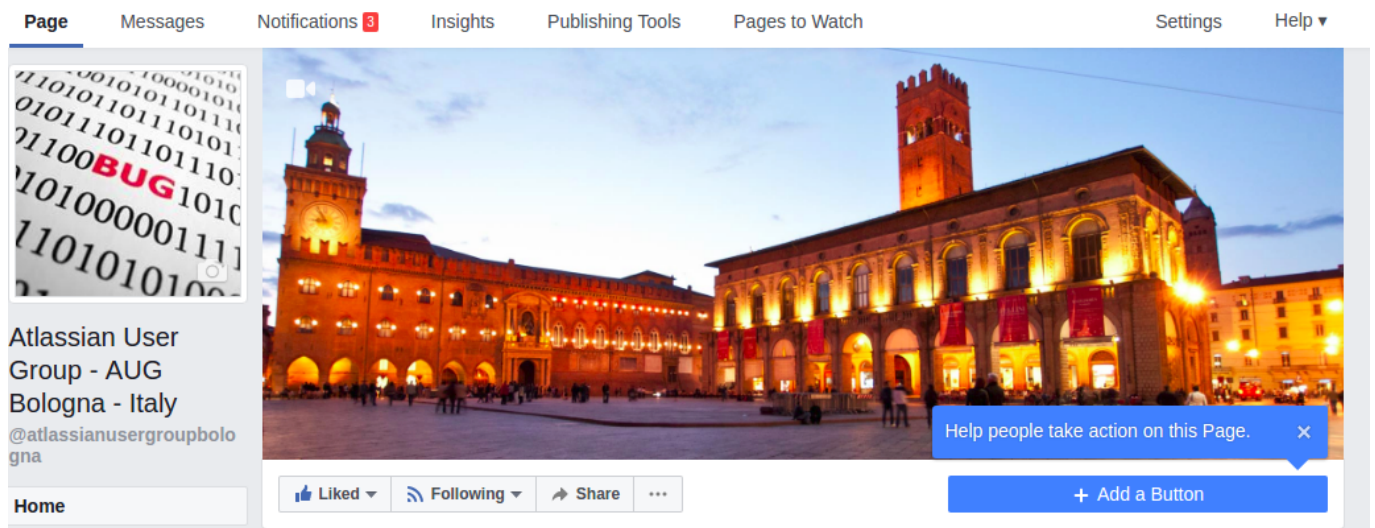 Page Messages Notifications 3 Insights Publishing Tools Pages to Watch Settings Help ▾
BUG
Atlassian User
Group - AUG
Bologna - Italy
@atlassianusergroupbolo
gna
Home
Help people take action on this Page. ×
Liked Following Share ...
+ Add a Button